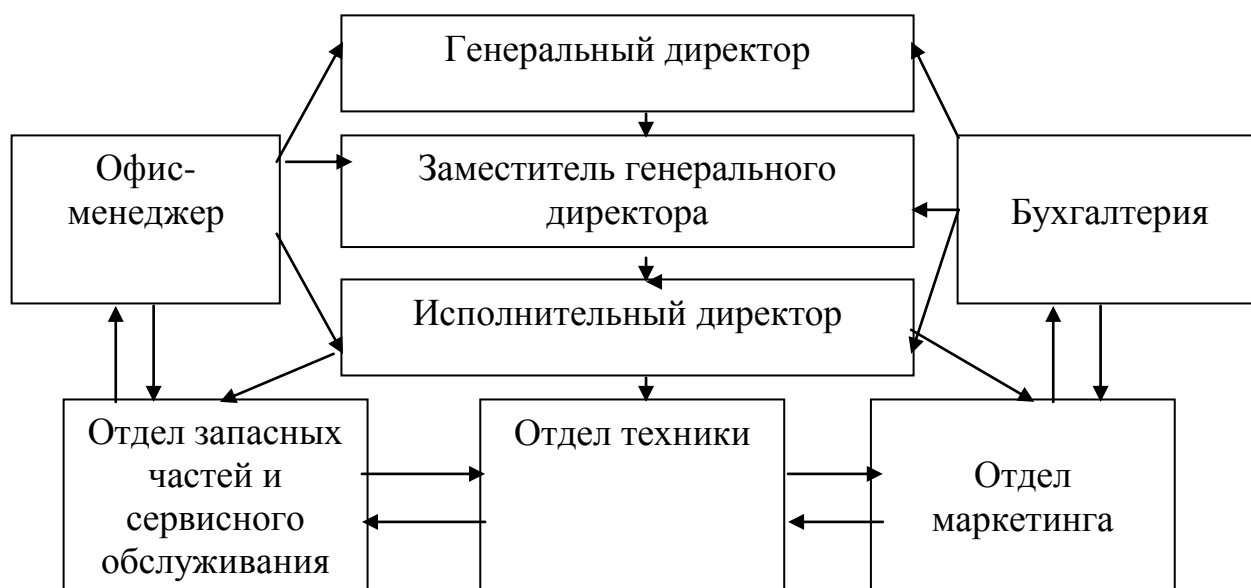 Генеральный директор
Офис-
менеджер
Заместитель генерального
директора
Бухгалтерия
Исполнительный директор
Отдел запасных
частей и
сервисного
обслуживания
Отдел техники
Отдел
маркетинга